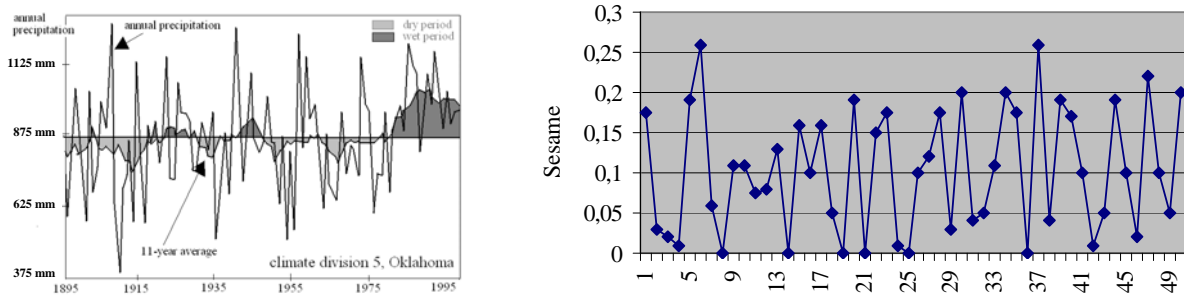 annual
precipitation
annual precipitation
dry period
wet period
1125 mm
875 mm
625 mm
375 mm
11-year average
climate division 5, Oklahoma
1895 1915 1935 1955 1975 1995
Sesame
0,3
0,25
0,2
0,15
0,1
0,05
0
1 5 9 13 17 21 25 29 33 37 41 45 49